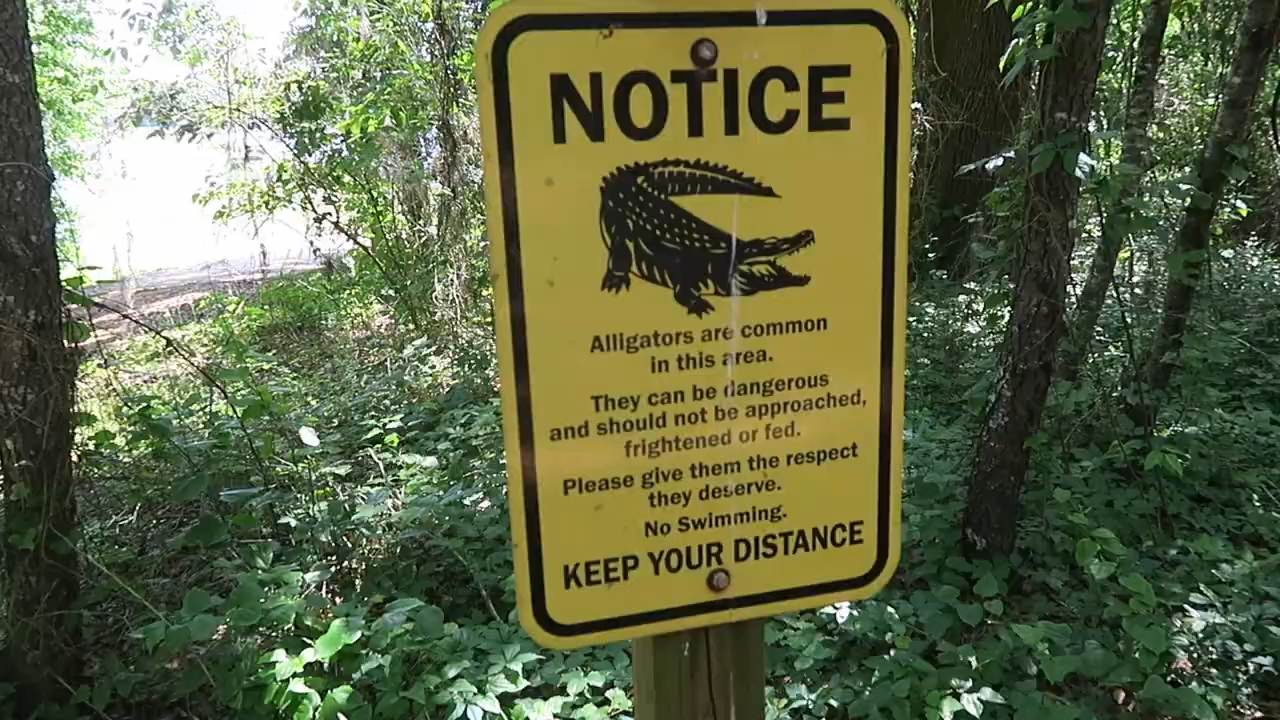 NOTICE
Alligators are common
in this area.
They can be dangerous
and should not be approached,
frightened or fed.
Please give them the respect
they deserve.
No Swimming.
KEEP YOUR DISTANCE